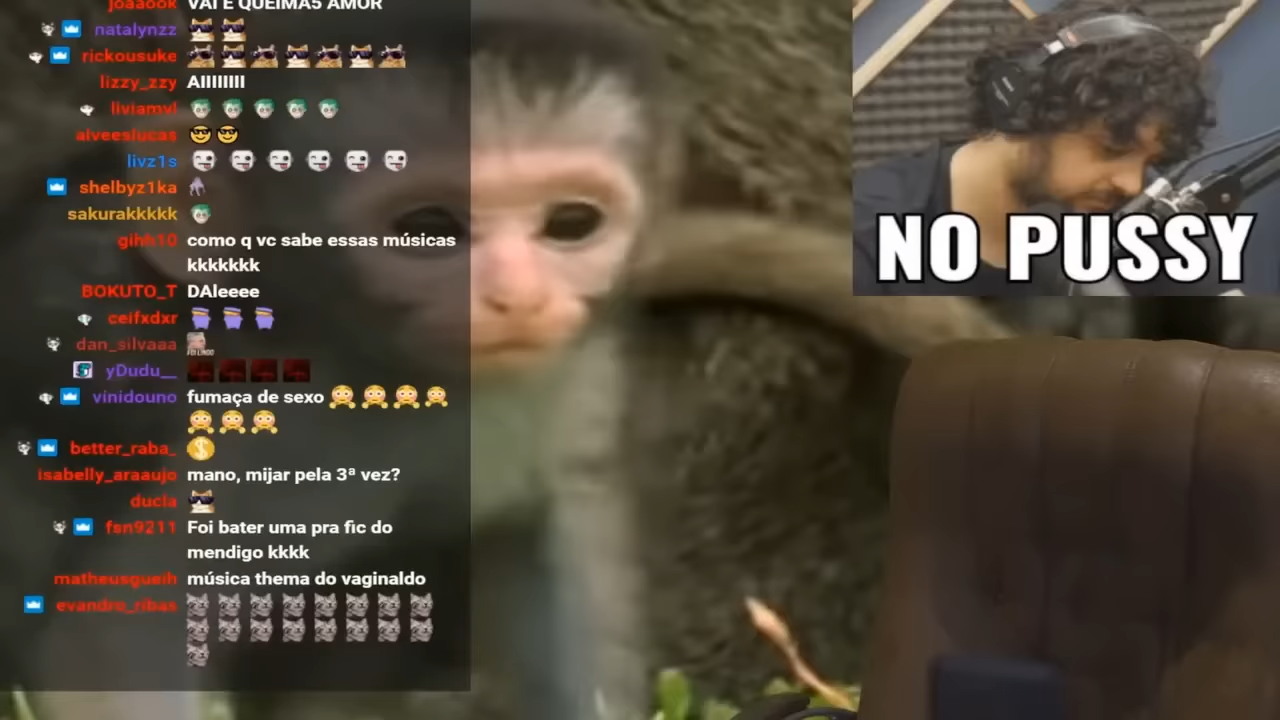 joaaook VAI E QUEIMA5 AMOR
natalynzz
rickousuke
lizzy_zzy AIIIIIIII
liviamvl
alveeslucas
livz1s
shelbyz1ka
sakurakkkkk
gihh10 como q vc sabe essas músicas
kkkkkkk
BOKUTO_T DAleeee
ceifxdxr
dan_silvaaa
yDudu__
vinidouno fumaça de sexo
better_raba_
isabelly_araaujo mano, mijar pela 3ª vez?
ducla
fsn9211 Foi bater uma pra fic do
mendigo kkkk
matheusgueih música thema do vaginaldo
evandro_ribas
NO PUSSY